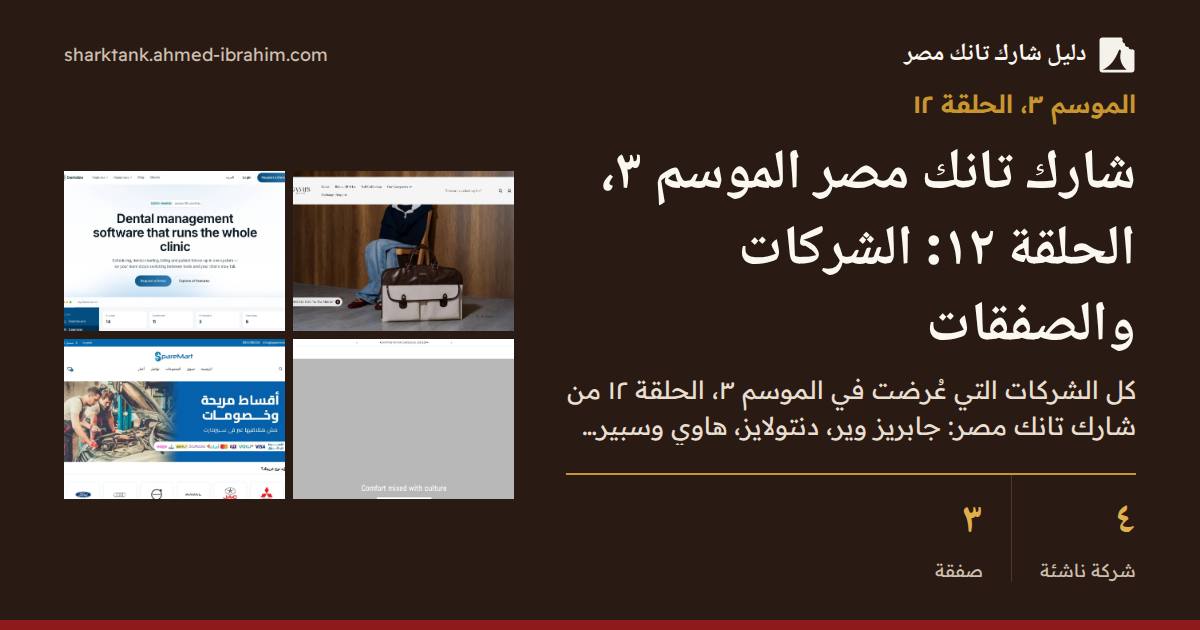 دليل شارك تانك مصر
sharktank.ahmed-ibrahim.com
الموسم ٣، الحلقة ١٢
شارك تانك مصر الموسم ٣،
الحلقة ١٢: الشركات
والصفقات
كل الشركات التي عُرضت في الموسم ٣، الحلقة ١٢ من
شارك تانك مصر: جابريز وير، دنتولايز، هاوي وسبير...
٤
شركة ناشئة
٣
صفقة
Dental management
software that runs the whole
clinic
SpareMart
أقساط مريحة
وخصومات
Comfort mixed with culture